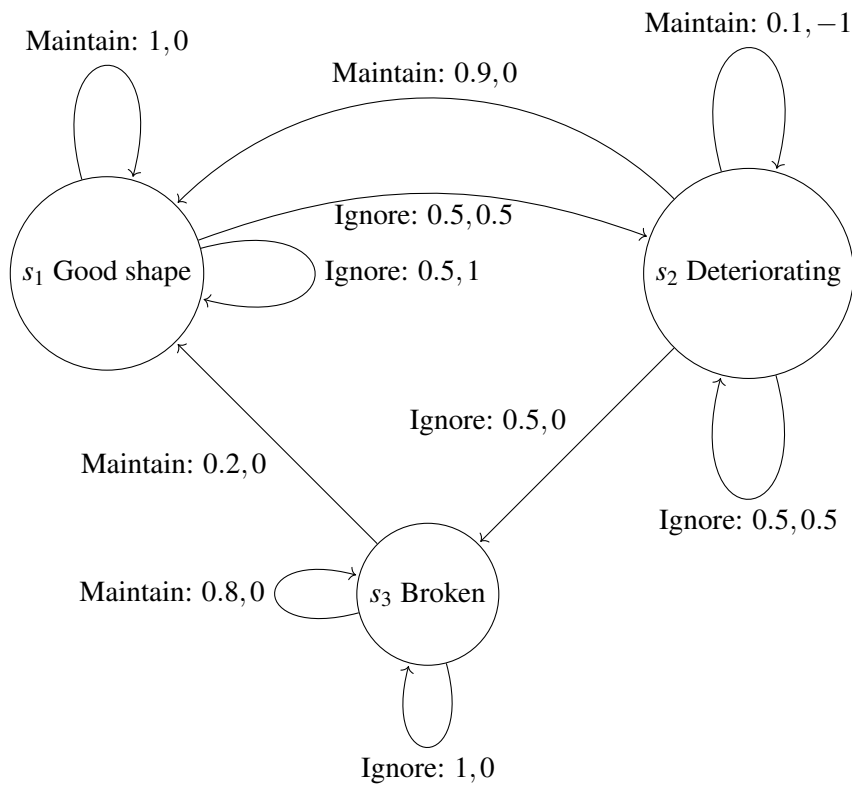 Maintain: 0.1, −1
Maintain: 1, 0
Maintain: 0.9, 0
Ignore: 0.5, 0.5
s₁ Good shape
Ignore: 0.5, 1
s₂ Deteriorating
Ignore: 0.5, 0
Maintain: 0.2, 0
Ignore: 0.5, 0.5
Maintain: 0.8, 0
s₃ Broken
Ignore: 1, 0